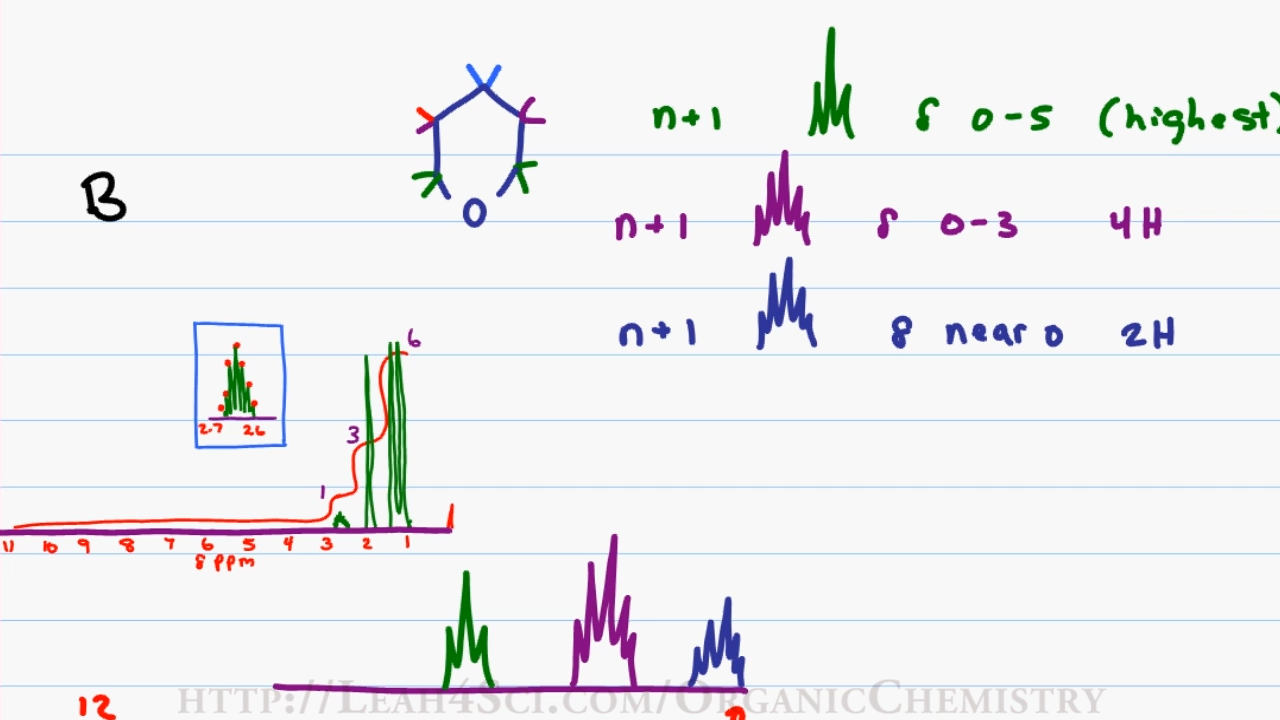 n+1 δ 0-5 (highest)
B
O
n+1 δ 0-3 4H
n+1 δ near 0 2H
6
2.7 2.6
3
1
11 10 9 8 7 6 5 4 3 2 1
δ ppm
12
HTTP://LEAH4SCI.COM/ORGANICCHEMISTRY